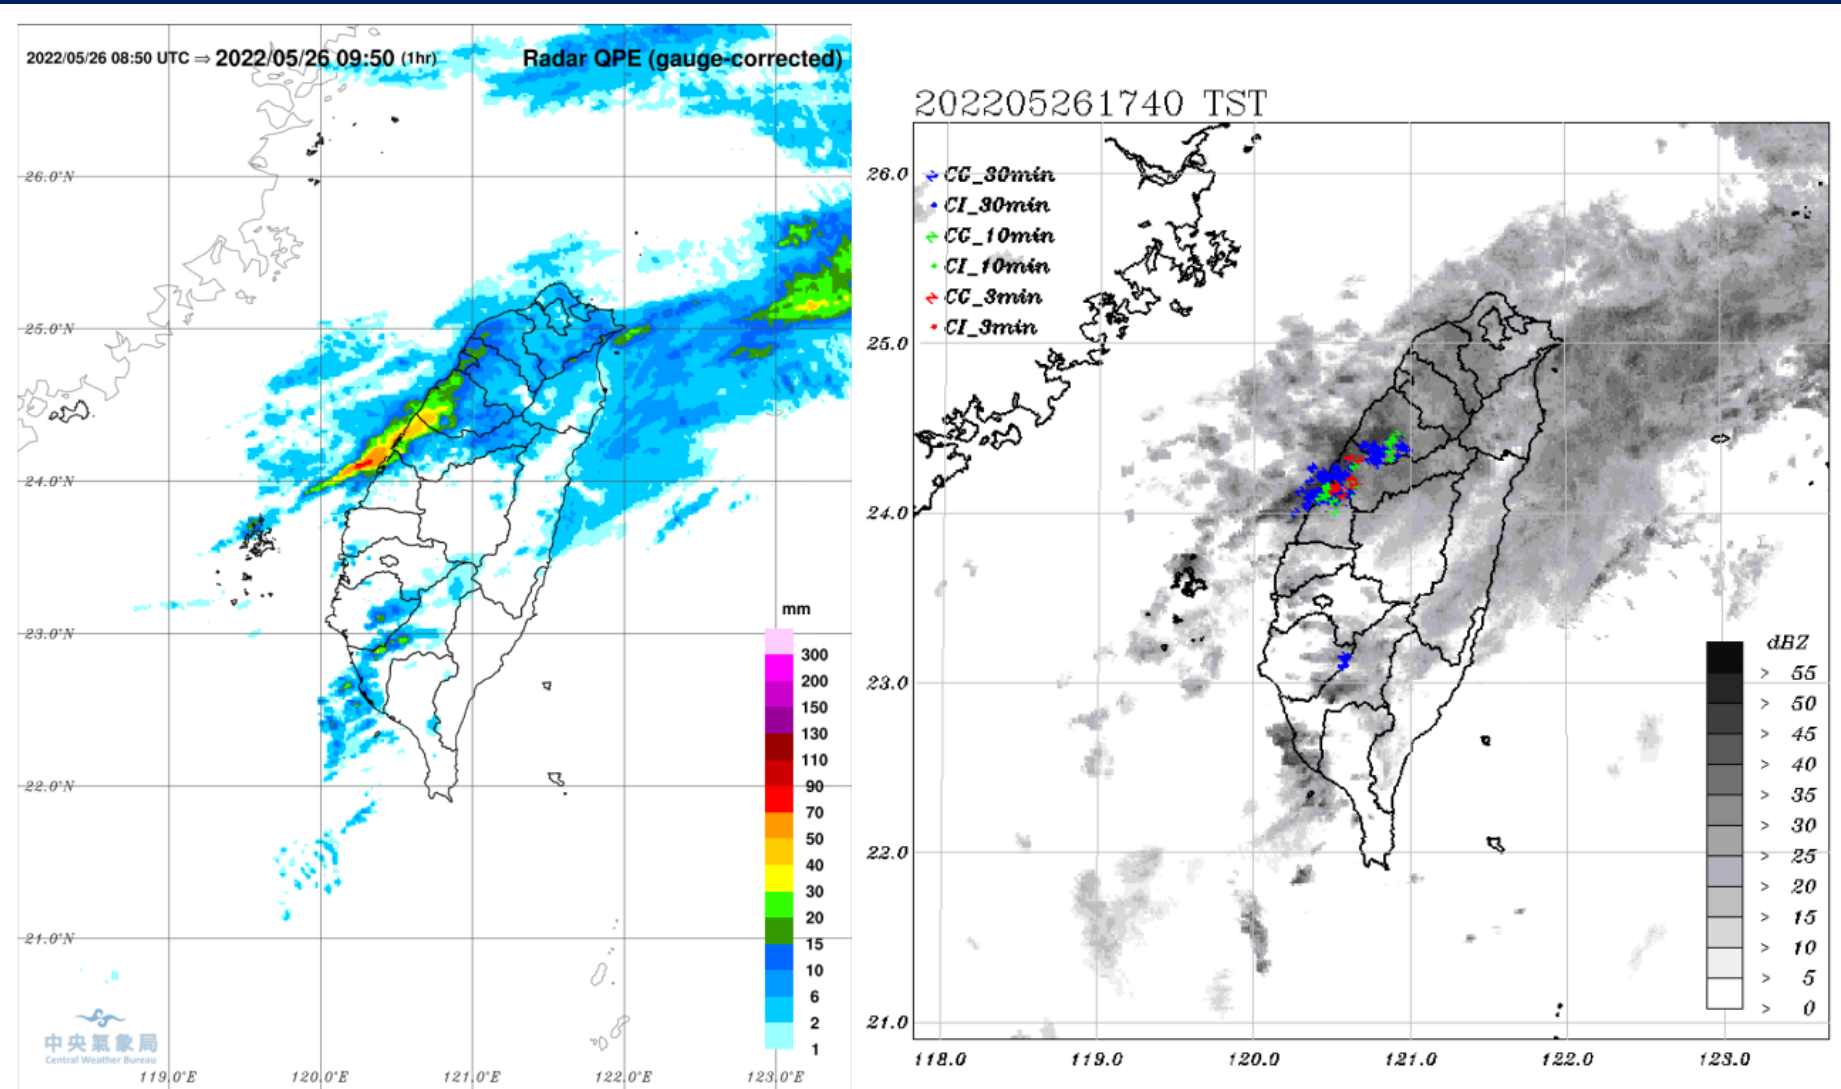 2022/05/26 08:50 UTC ⇒ 2022/05/26 09:50 (1hr) Radar QPE (gauge-corrected)
26.0°N
25.0°N
24.0°N
23.0°N
22.0°N
21.0°N
119.0°E 120.0°E 121.0°E 122.0°E 123.0°E
mm
300
200
150
130
110
90
70
50
40
30
20
15
10
6
2
1
中央氣象局
Central Weather Bureau
202205261740 TST
CG_30min
CI_30min
CG_10min
CI_10min
CG_3min
CI_3min
26.0
25.0
24.0
23.0
22.0
21.0
118.0 119.0 120.0 121.0 122.0 123.0
dBZ
> 55
> 50
> 45
> 40
> 35
> 30
> 25
> 20
> 15
> 10
> 5
> 0